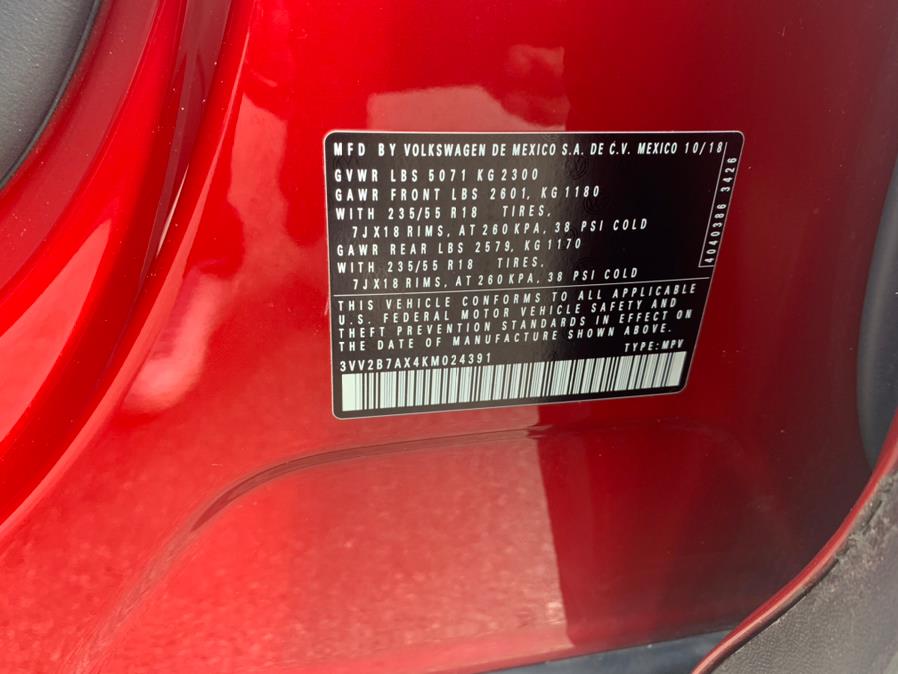 MFD BY VOLKSWAGEN DE MEXICO S.A. DE C.V. MEXICO 10/18
GVWR LBS 5071 KG 2300
GAWR FRONT LBS 2601, KG 1180
WITH 235/55 R18 TIRES,
7JX18 RIMS, AT 260 KPA, 38 PSI COLD
GAWR REAR LBS 2579, KG 1170
WITH 235/55 R18 TIRES,
7JX18 RIMS, AT 260 KPA, 38 PSI COLD
4040386 3426
THIS VEHICLE CONFORMS TO ALL APPLICABLE
U.S. FEDERAL MOTOR VEHICLE SAFETY AND
THEFT PREVENTION STANDARDS IN EFFECT ON
THE DATE OF MANUFACTURE SHOWN ABOVE.
3VV2B7AX4KM024391 TYPE: MPV